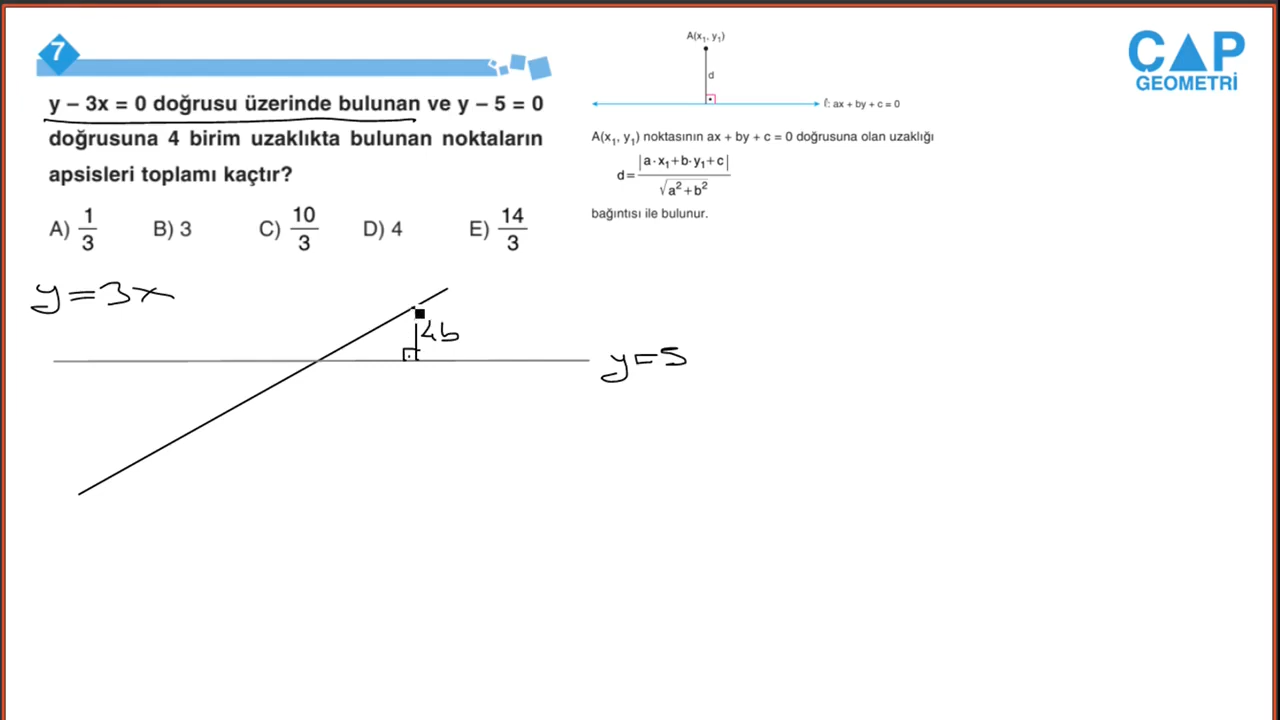 7
y – 3x = 0 doğrusu üzerinde bulunan ve y – 5 = 0
doğrusuna 4 birim uzaklıkta bulunan noktaların
apsisleri toplamı kaçtır?
A) 1/3 B) 3 C) 10/3 D) 4 E) 14/3
y=3x
4b
y=5
A(x₁, y₁)
d
ℓ: ax + by + c = 0
A(x₁, y₁) noktasının ax + by + c = 0 doğrusuna olan uzaklığı
d= |a·x₁+b·y₁+c| / √a²+b²
bağıntısı ile bulunur.
ÇAP
GEOMETRİ